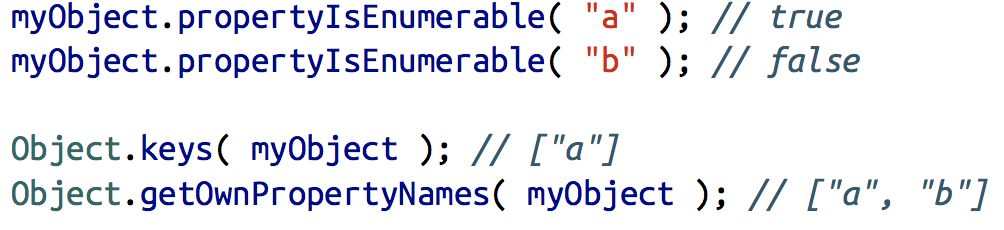 myObject.propertyIsEnumerable( "a" ); // true
myObject.propertyIsEnumerable( "b" ); // false
Object.keys( myObject ); // ["a"]
Object.getOwnPropertyNames( myObject ); // ["a", "b"]